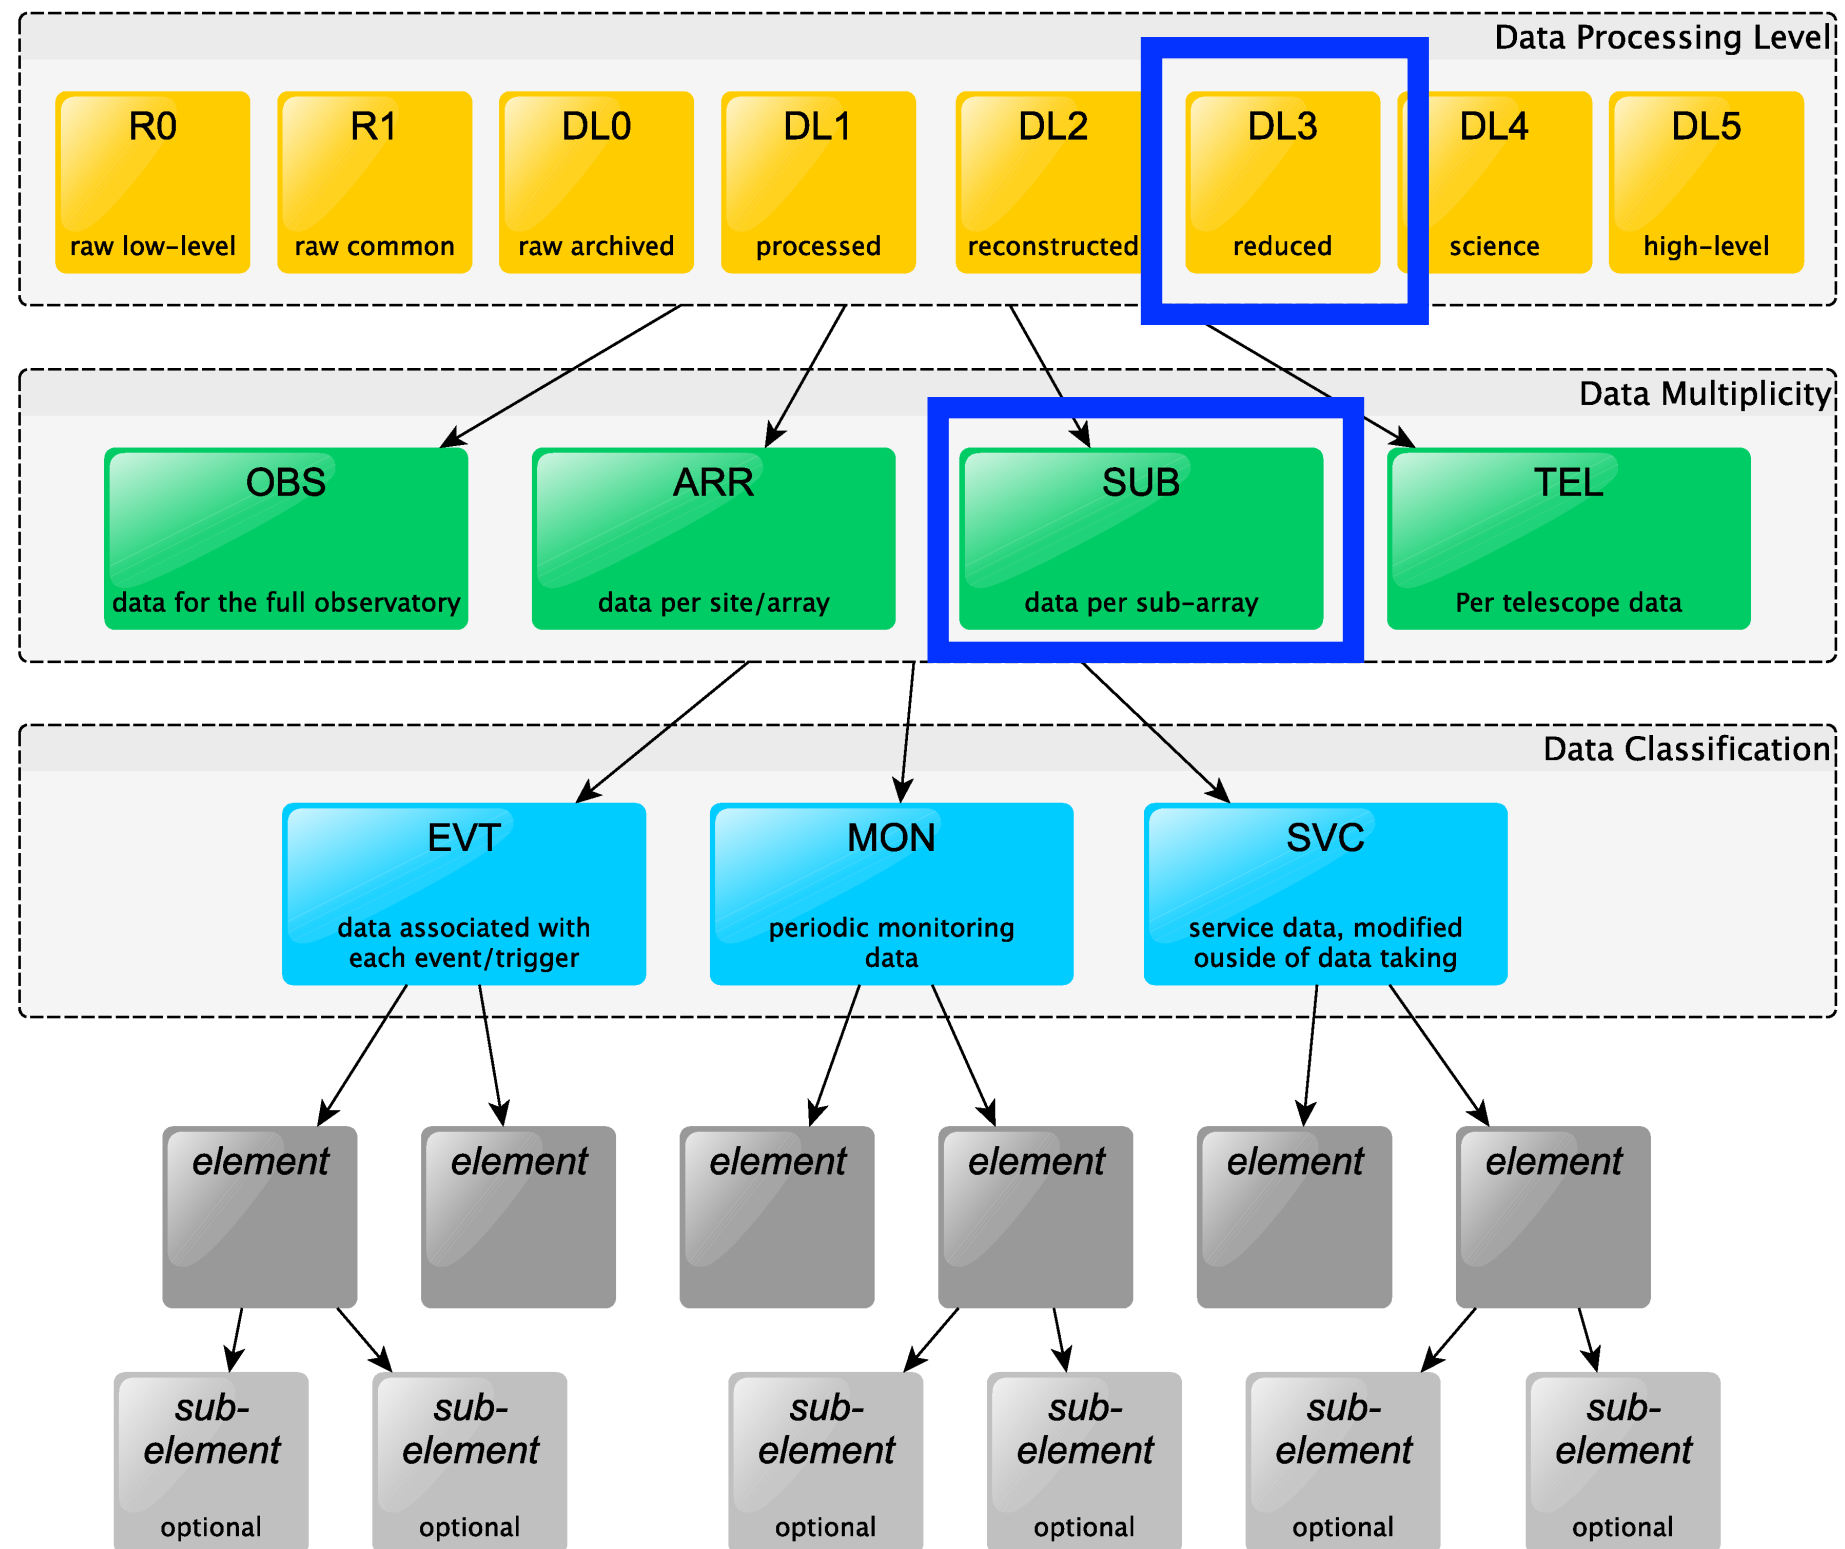 Data Processing Level
R0
R1
DL0
DL1
DL2
DL3
DL4
DL5
raw low-level
raw common
raw archived
processed
reconstructed
reduced
science
high-level
Data Multiplicity
OBS
ARR
SUB
TEL
data for the full observatory
data per site/array
data per sub-array
Per telescope data
Data Classification
EVT
MON
SVC
data associated with
each event/trigger
periodic monitoring
data
service data, modified
ouside of data taking
element
element
element
element
element
element
sub-
element
optional
sub-
element
optional
sub-
element
optional
sub-
element
optional
sub-
element
optional
sub-
element
optional